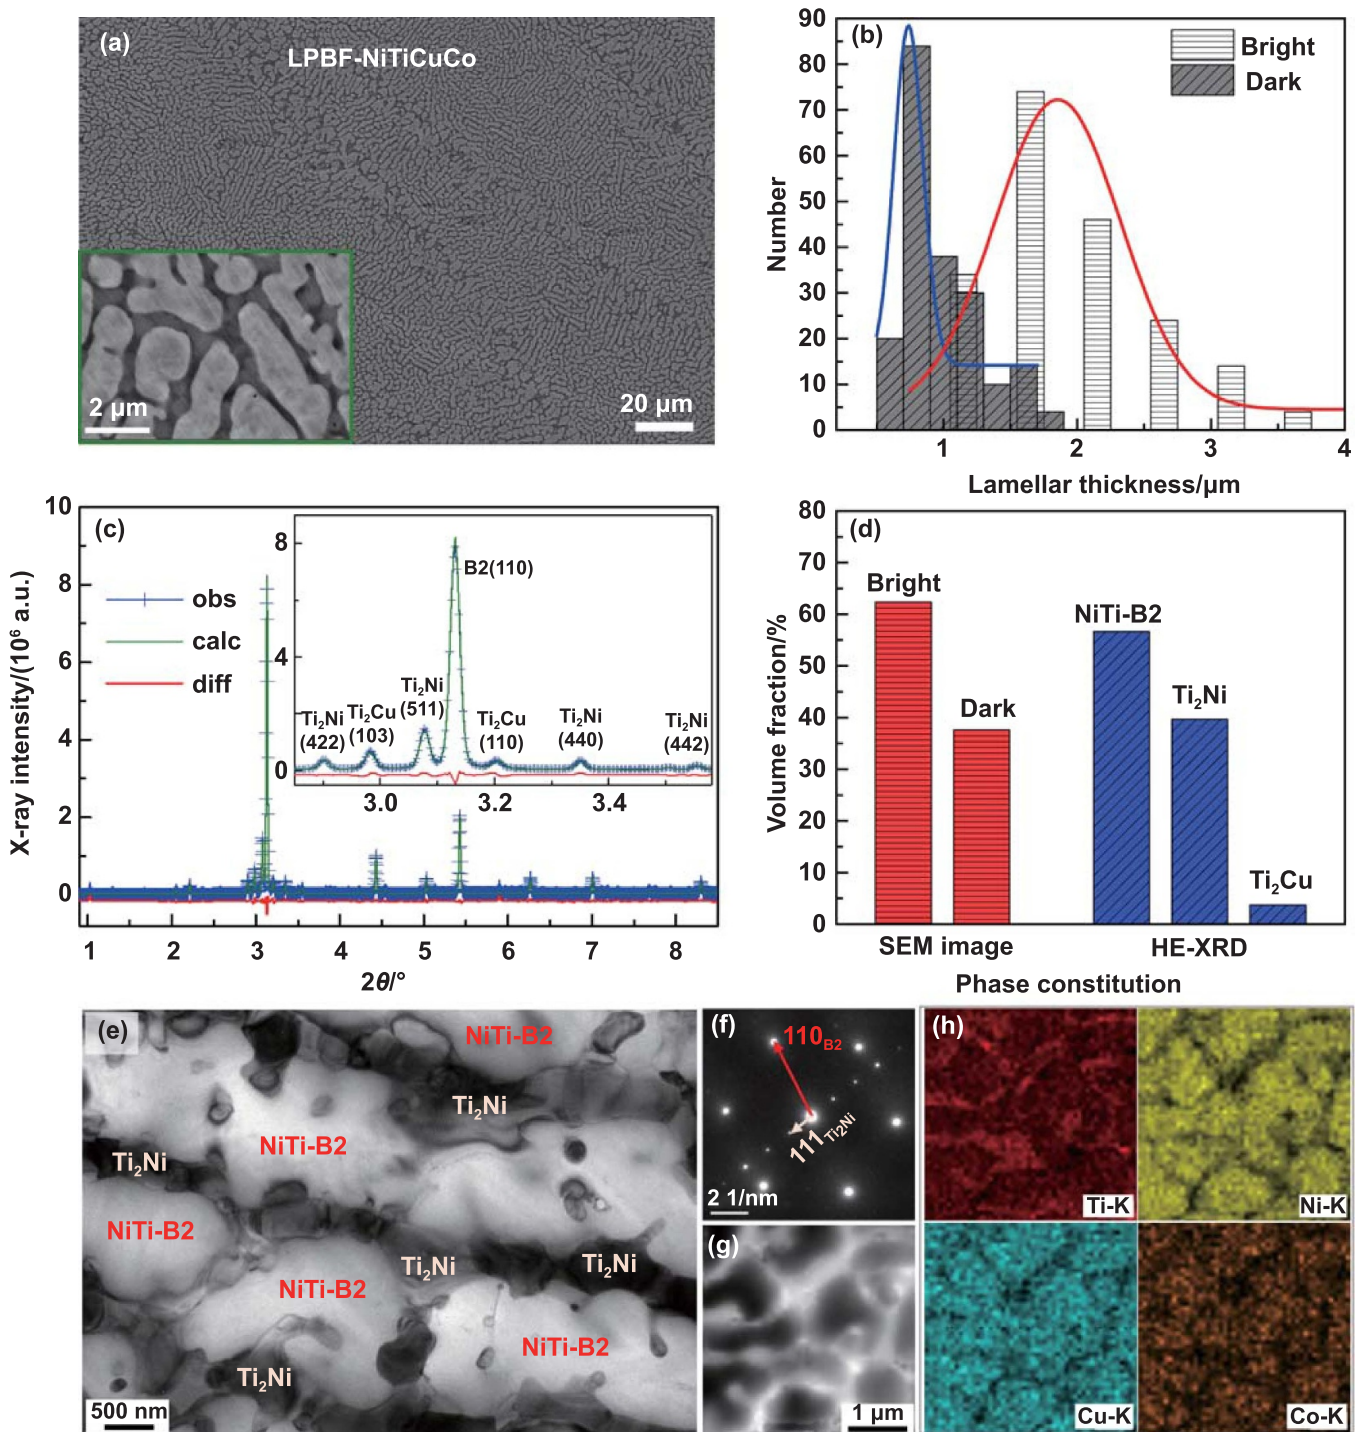 (a)
LPBF-NiTiCuCo
2 μm
20 μm
(b)
Bright
Dark
90
80
70
60
50
40
30
20
10
0
Number
1 2 3 4
Lamellar thickness/μm
(c)
obs
calc
diff
10
8
6
4
2
0
X-ray intensity/(10⁶ a.u.)
1 2 3 4 5 6 7 8
2θ/°
8
4
0
B2(110)
Ti₂Ni
(422)
Ti₂Cu
(103)
Ti₂Ni
(511)
Ti₂Cu
(110)
Ti₂Ni
(440)
Ti₂Ni
(442)
3.0 3.2 3.4
(d)
80
70
60
50
40
30
20
10
0
Volume fraction/%
Bright
Dark
NiTi-B2
Ti₂Ni
Ti₂Cu
SEM image HE-XRD
Phase constitution
(e)
NiTi-B2
Ti₂Ni
NiTi-B2
Ti₂Ni
NiTi-B2
Ti₂Ni
Ti₂Ni
NiTi-B2
NiTi-B2
Ti₂Ni
500 nm
(f)
110B2
111Ti₂Ni
2 1/nm
(g)
1 μm
(h)
Ti-K
Ni-K
Cu-K
Co-K